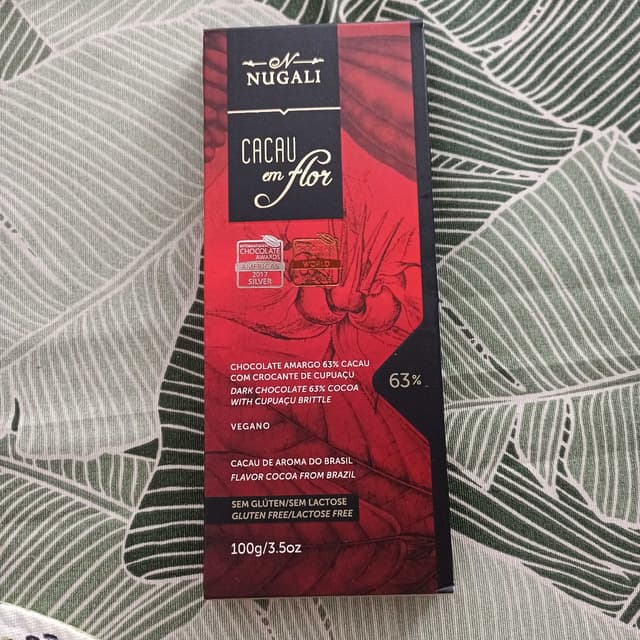 N
NUGALI
CACAU
em flor
INTERNATIONAL
CHOCOLATE
AWARDS
AMERICAS
2017
SILVER
WORLD
CHOCOLATE AMARGO 63% CACAU
COM CROCANTE DE CUPUAÇU
DARK CHOCOLATE 63% COCOA
WITH CUPUAÇU BRITTLE
63%
VEGANO
CACAU DE AROMA DO BRASIL
FLAVOR COCOA FROM BRAZIL
SEM GLÚTEN/SEM LACTOSE
GLUTEN FREE/LACTOSE FREE
100g/3.5oz